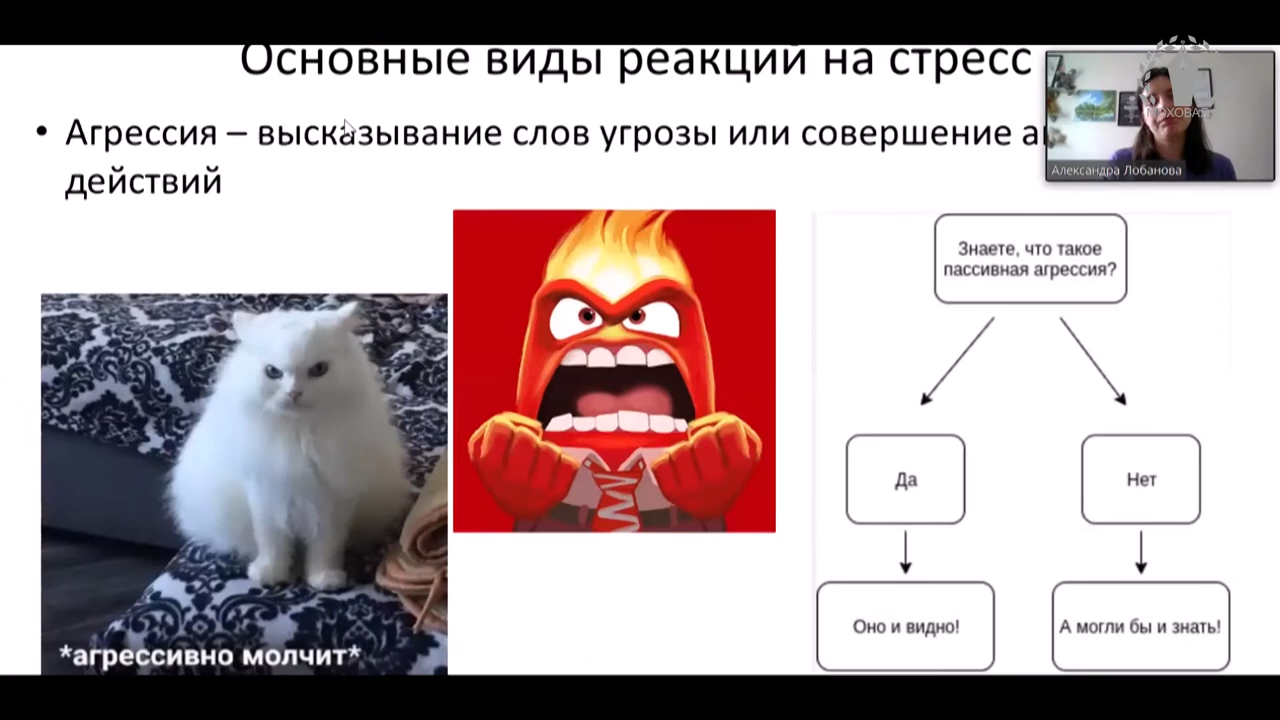 Основные виды реакций на стресс
• Агрессия – высказывание слов угрозы или совершение
действий
МОХОВАЯ
Александра Лобанова
Знаете, что такое
пассивная агрессия?
Да
Нет
Оно и видно!
А могли бы и знать!
*агрессивно молчит*